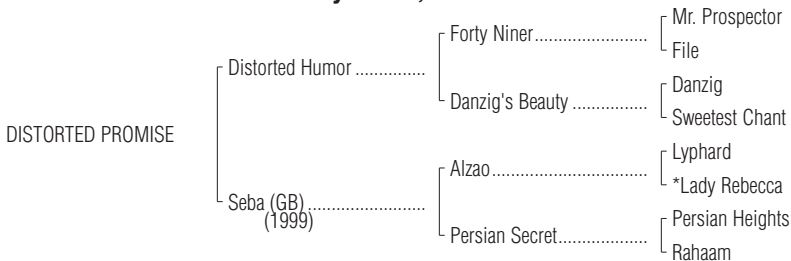 Mr. Prospector
Forty Niner
File
Distorted Humor
Danzig
Danzig's Beauty
Sweetest Chant
DISTORTED PROMISE
Lyphard
Alzao
*Lady Rebecca
Seba (GB)
(1999)
Persian Heights
Persian Secret
Rahaam